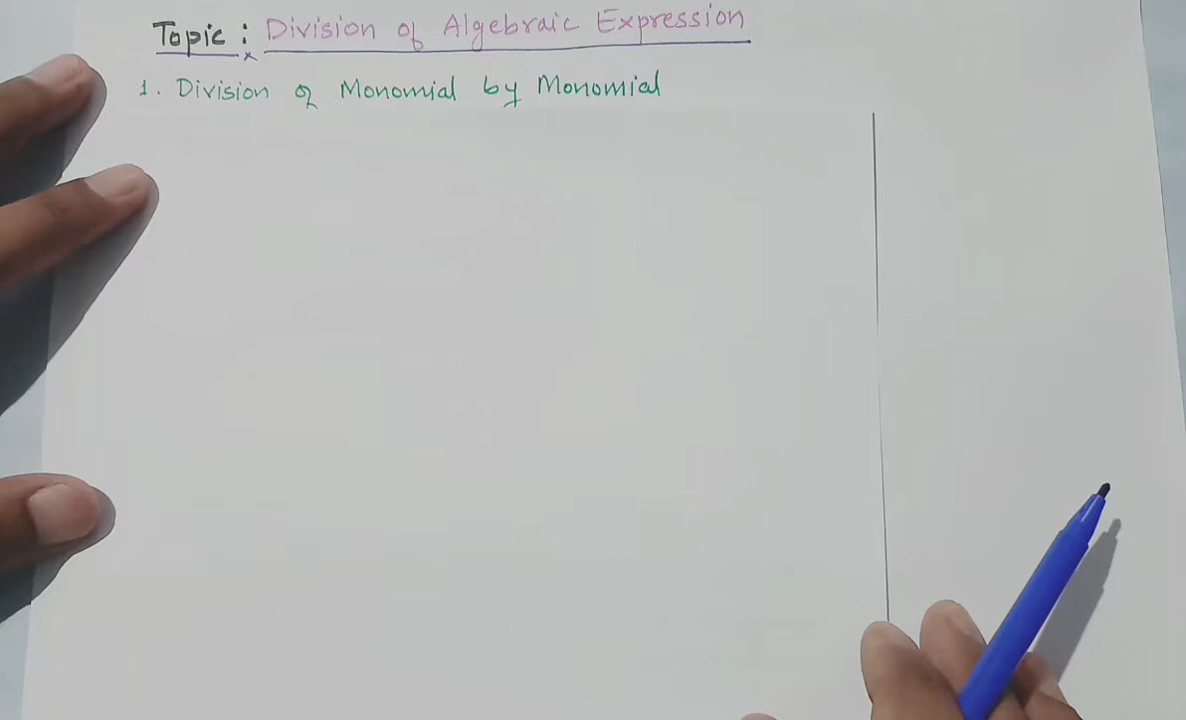 Topic : Division of Algebraic Expression
1. Division of Monomial by Monomial